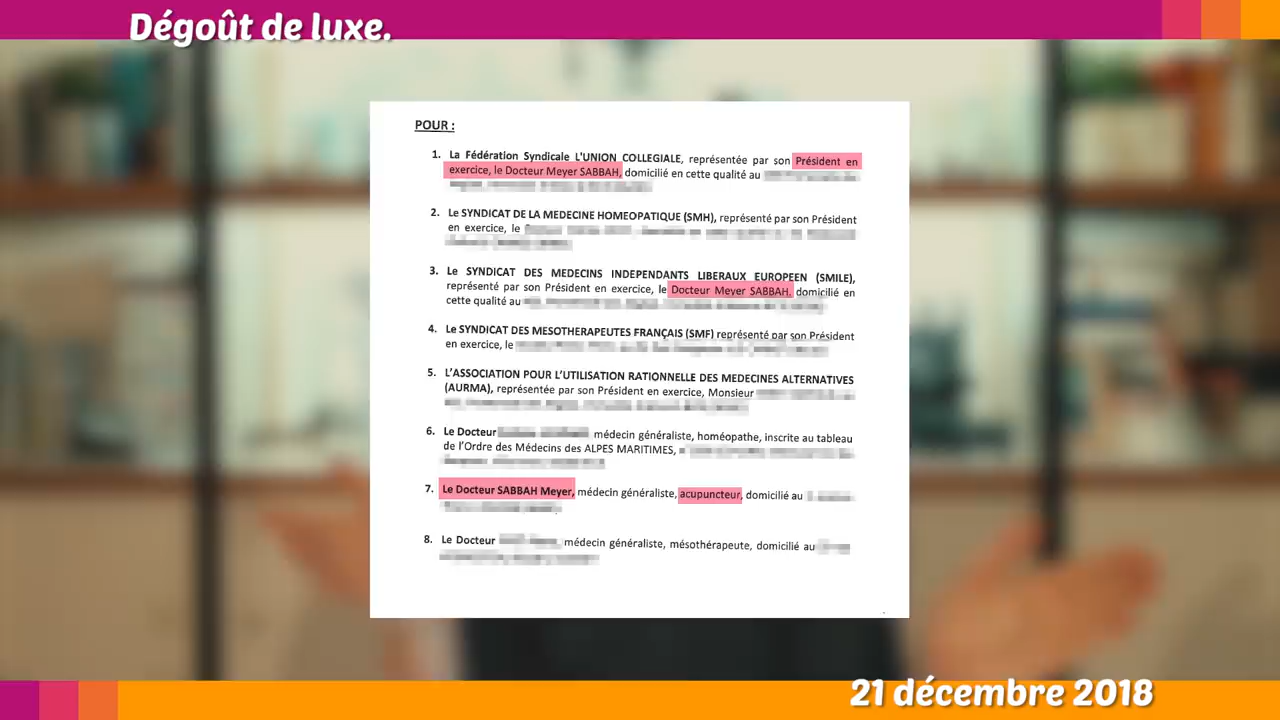 Dégoût de luxe.
POUR :
1. La Fédération Syndicale L'UNION COLLEGIALE, représentée par son Président en
exercice, le Docteur Meyer SABBAH, domicilié en cette qualité au
2. Le SYNDICAT DE LA MEDECINE HOMEOPATIQUE (SMH), représenté par son Président
en exercice, le
3. Le SYNDICAT DES MEDECINS INDEPENDANTS LIBERAUX EUROPEEN (SMILE),
représenté par son Président en exercice, le Docteur Meyer SABBAH, domicilié en
cette qualité au
4. Le SYNDICAT DES MESOTHERAPEUTES FRANÇAIS (SMF) représenté par son Président
en exercice, le
5. L'ASSOCIATION POUR L'UTILISATION RATIONNELLE DES MEDECINES ALTERNATIVES
(AURMA), représentée par son Président en exercice, Monsieur
6. Le Docteur médecin généraliste, homéopathe, inscrite au tableau
de l'Ordre des Médecins des ALPES MARITIMES,
7. Le Docteur SABBAH Meyer, médecin généraliste, acupuncteur, domicilié au
8. Le Docteur médecin généraliste, mésothérapeute, domicilié au
21 décembre 2018